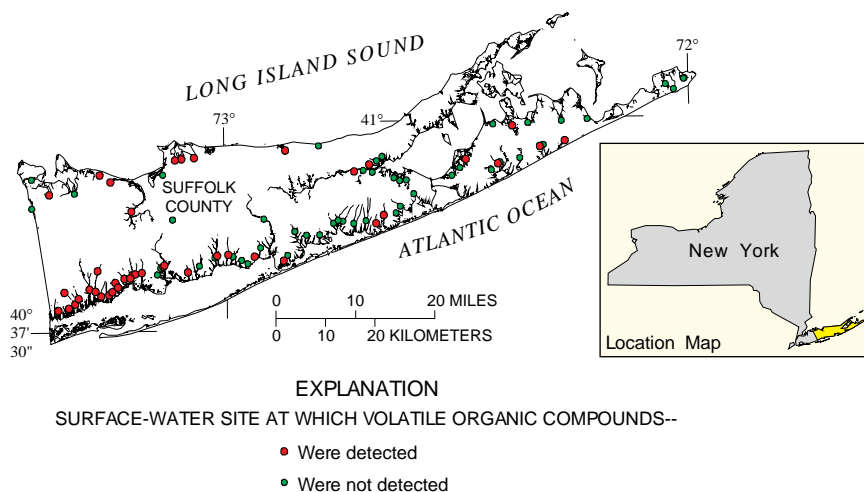 LONG ISLAND SOUND
72°
73°
41°
SUFFOLK
COUNTY
ATLANTIC OCEAN
New York
40°
37'
30"
0 10 20 MILES
0 10 20 KILOMETERS
Location Map
EXPLANATION
SURFACE-WATER SITE AT WHICH VOLATILE ORGANIC COMPOUNDS--
Were detected
Were not detected